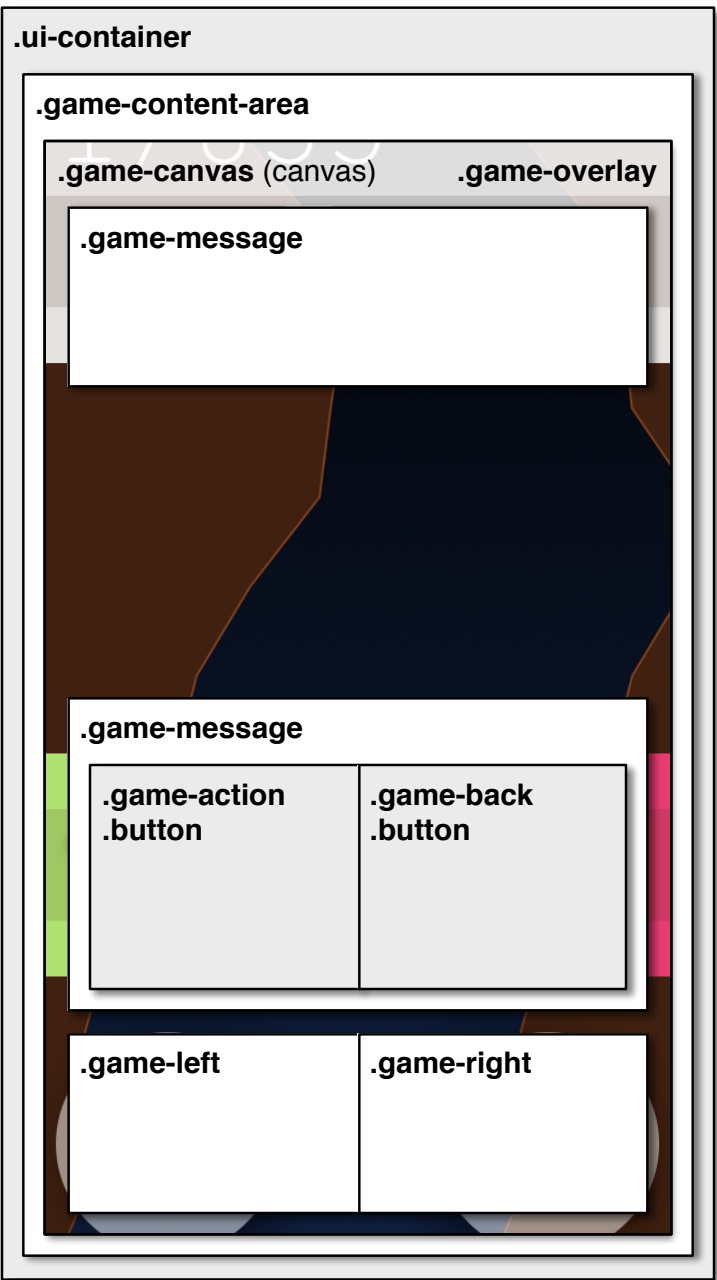 .ui-container
.game-content-area
.game-canvas (canvas) .game-overlay
.game-message
.game-message
.game-action .game-back
.button .button
.game-left .game-right